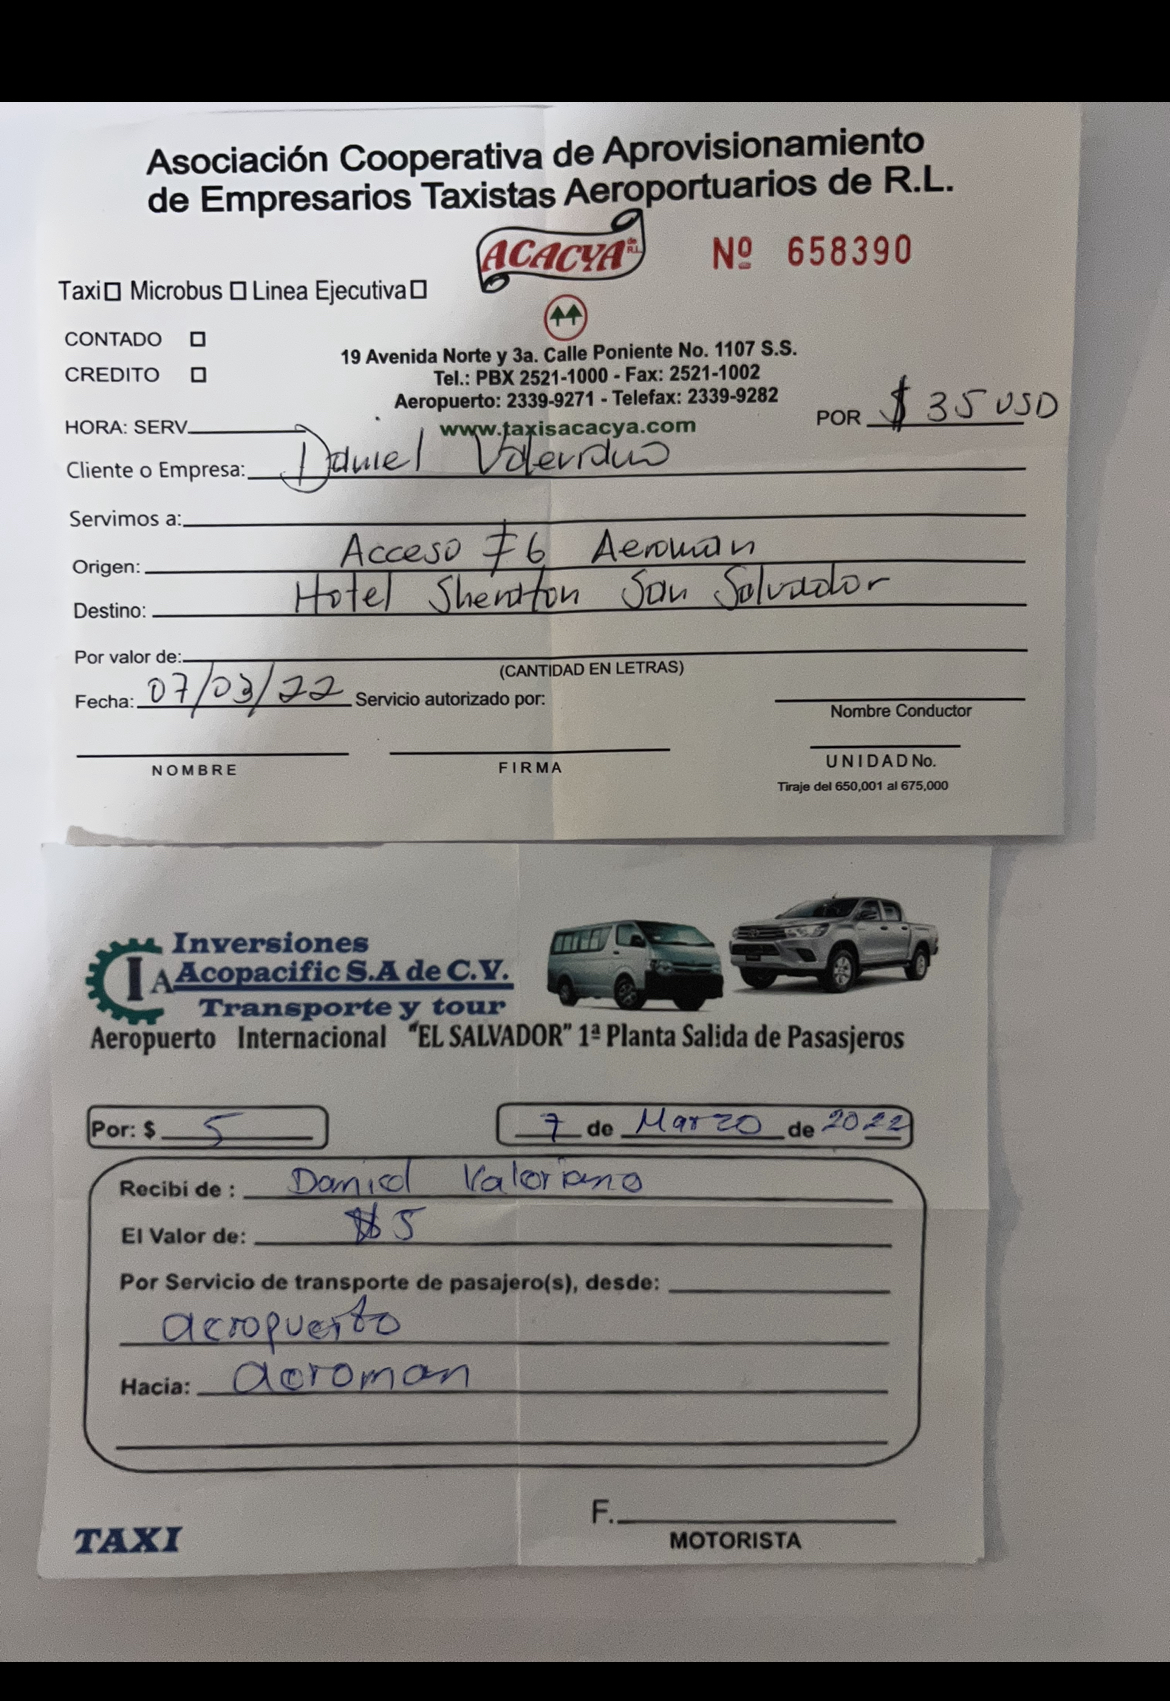 Asociación Cooperativa de Aprovisionamiento
de Empresarios Taxistas Aeroportuarios de R.L.
ACACYA de R.L.
Nº 658390
Taxi Microbus Linea Ejecutiva
CONTADO
CREDITO
19 Avenida Norte y 3a. Calle Poniente No. 1107 S.S.
Tel.: PBX 2521-1000 - Fax: 2521-1002
Aeropuerto: 2339-9271 - Telefax: 2339-9282
www.taxisacacya.com
HORA: SERV.
POR $ 35 USD
Cliente o Empresa: Daniel
Servimos a:
Origen: Acceso #6 Aeroman
Destino: Hotel Sheraton San Salvador
Por valor de:
(CANTIDAD EN LETRAS)
Fecha: 07/03/22 Servicio autorizado por:
Nombre Conductor
NOMBRE
FIRMA
UNIDAD No.
Tiraje del 650,001 al 675,000
IA
Inversiones
Acopacific S.A de C.V.
Transporte y tour
Aeropuerto Internacional "EL SALVADOR" 1ª Planta Salida de Pasasjeros
Por: $ 5
7 de Marzo de 2022
Recibi de : Daniel Valoriano
El Valor de: $5
Por Servicio de transporte de pasajero(s), desde:
aeropuerto
Hacia: aeroman
F.
MOTORISTA
TAXI